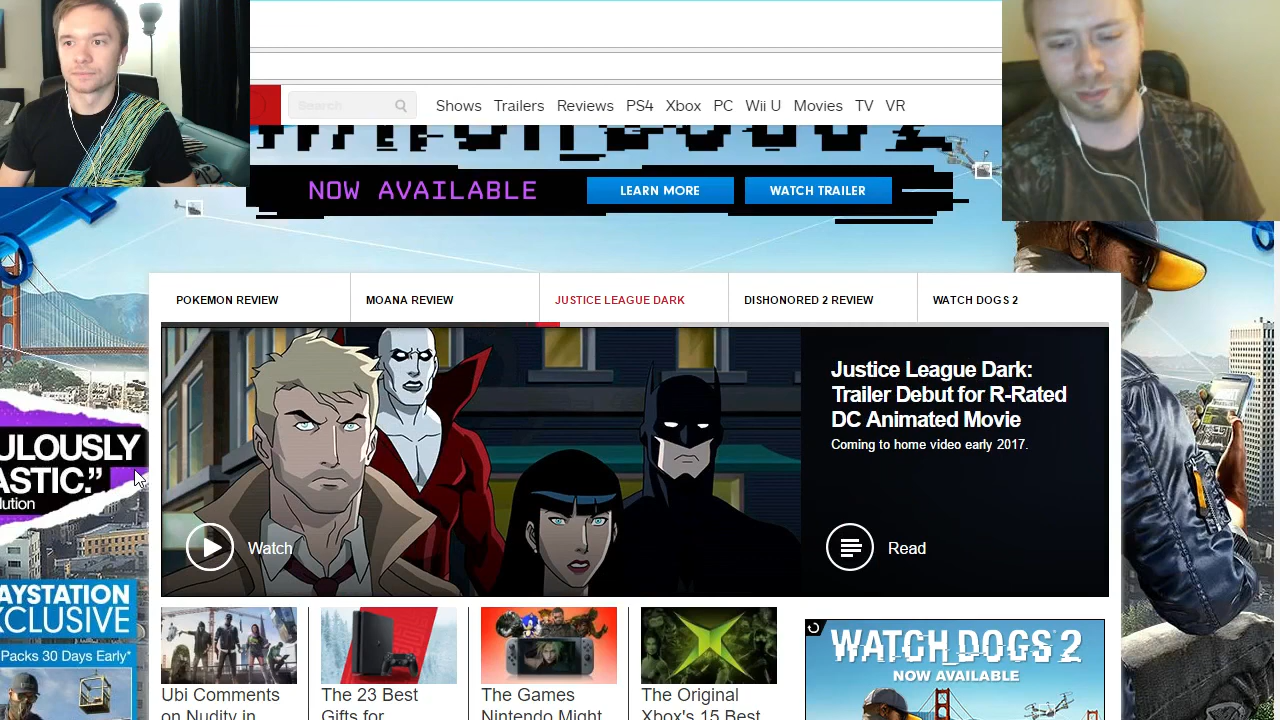 Search
Shows Trailers Reviews PS4 Xbox PC Wii U Movies TV VR
NOW AVAILABLE
LEARN MORE
WATCH TRAILER
POKEMON REVIEW
MOANA REVIEW
JUSTICE LEAGUE DARK
DISHONORED 2 REVIEW
WATCH DOGS 2
Justice League Dark:
Trailer Debut for R-Rated
DC Animated Movie
Coming to home video early 2017.
Watch
Read
ULOUSLY
ASTIC.”
lution
AYSTATION
XCLUSIVE
Packs 30 Days Early*
Ubi Comments
on Nudity in
The 23 Best
Gifts for
The Games
Nintendo Might
The Original
Xbox's 15 Best
WATCH_DOGS 2
NOW AVAILABLE